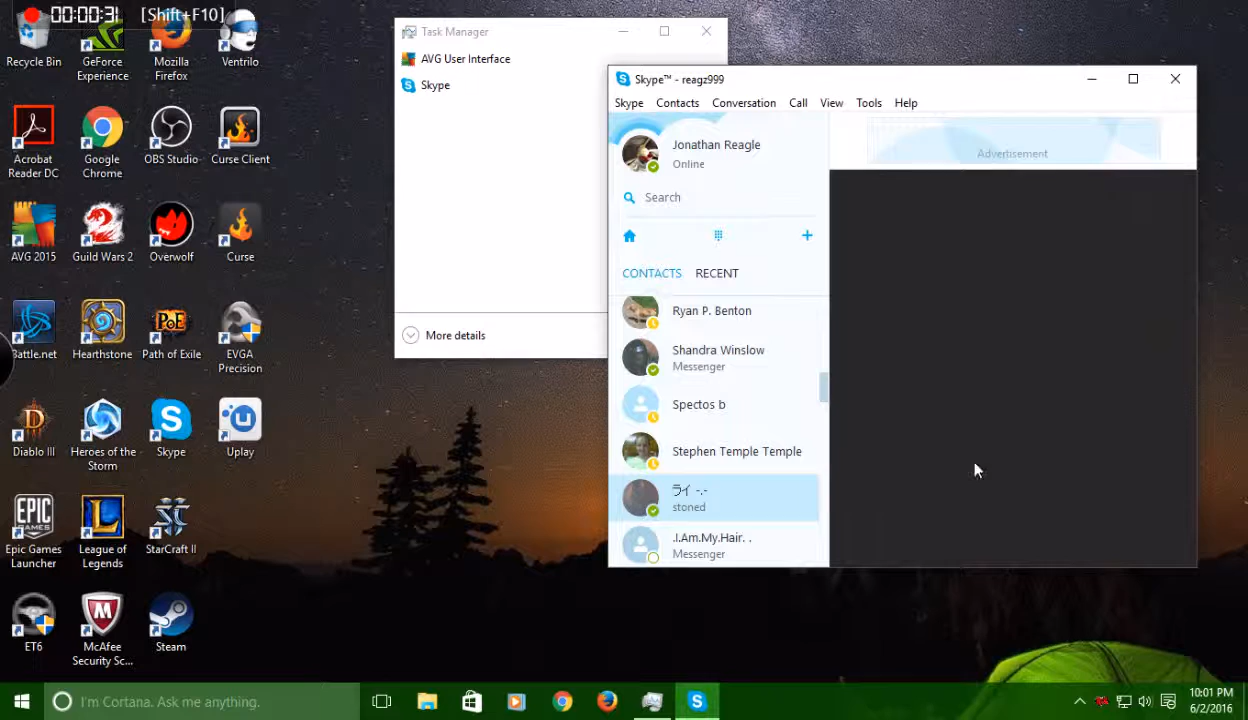 00:00:31 [Shift+F10]
Recycle Bin
GeForce Experience
Mozilla Firefox
Ventrilo
Acrobat Reader DC
Google Chrome
OBS Studio
Curse Client
AVG 2015
Guild Wars 2
Overwolf
Curse
Battle.net
Hearthstone
Path of Exile
EVGA Precision
Diablo III
Heroes of the Storm
Skype
Uplay
Epic Games Launcher
League of Legends
StarCraft II
ET6
McAfee Security Sc...
Steam
Task Manager
AVG User Interface
Skype
More details
Skype™ - reagz999
Skype Contacts Conversation Call View Tools Help
Jonathan Reagle
Online
Search
CONTACTS RECENT
Ryan P. Benton
Shandra Winslow
Messenger
Spectos b
Stephen Temple Temple
ライ -.-
stoned
.I.Am.My.Hair. .
Messenger
Advertisement
I'm Cortana. Ask me anything.
10:01 PM
6/2/2016